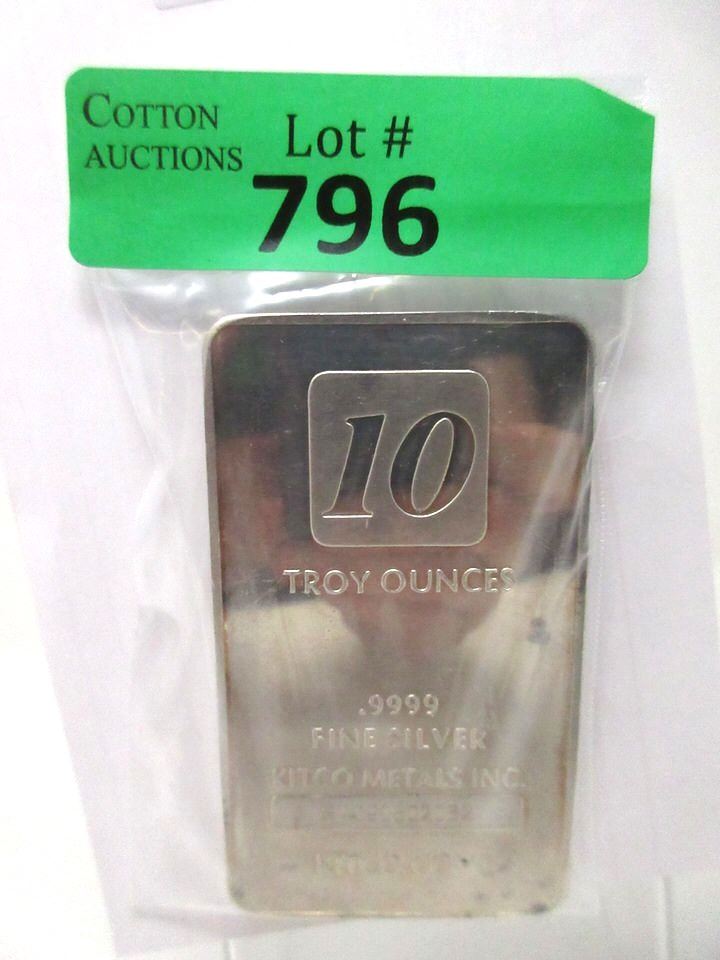 COTTON
AUCTIONS
Lot #
796
10
TROY OUNCES
.9999
FINE SILVER
KITCO METALS INC.